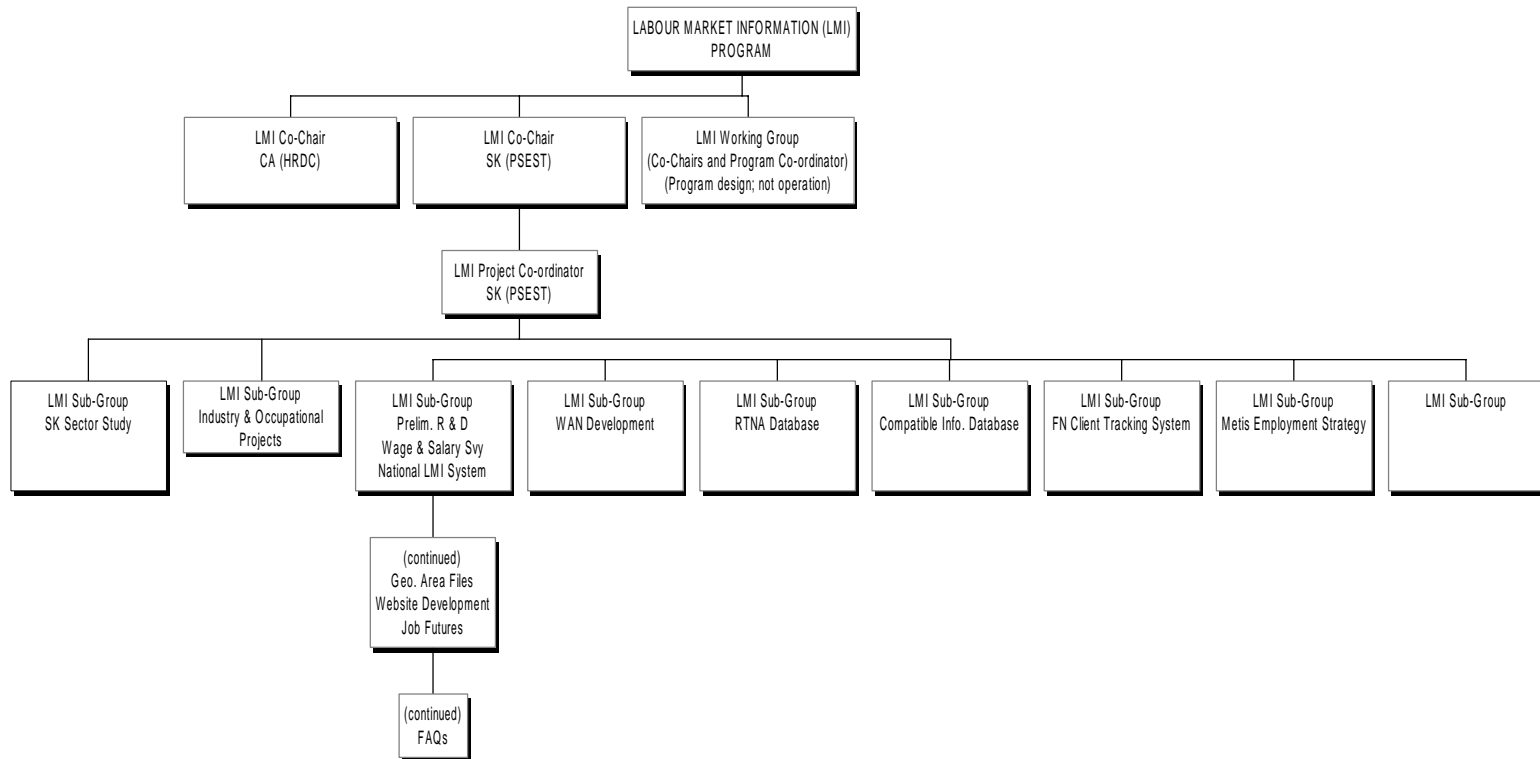 LABOUR MARKET INFORMATION (LMI)
PROGRAM
LMI Co-Chair
CA (HRDC)
LMI Co-Chair
SK (PSEST)
LMI Working Group
(Co-Chairs and Program Co-ordinator)
(Program design; not operation)
LMI Project Co-ordinator
SK (PSEST)
LMI Sub-Group
SK Sector Study
LMI Sub-Group
Industry & Occupational
Projects
LMI Sub-Group
Prelim. R & D
Wage & Salary Svy
National LMI System
(continued)
Geo. Area Files
Website Development
Job Futures
(continued)
FAQs
LMI Sub-Group
WAN Development
LMI Sub-Group
RTNA Database
LMI Sub-Group
Compatible Info. Database
LMI Sub-Group
FN Client Tracking System
LMI Sub-Group
Metis Employment Strategy
LMI Sub-Group